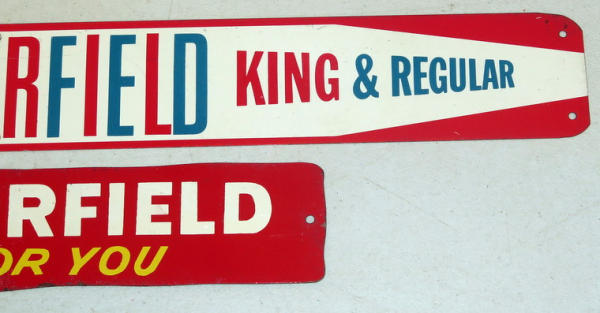 RFIELD KING & REGULAR
RFIELD
OR YOU